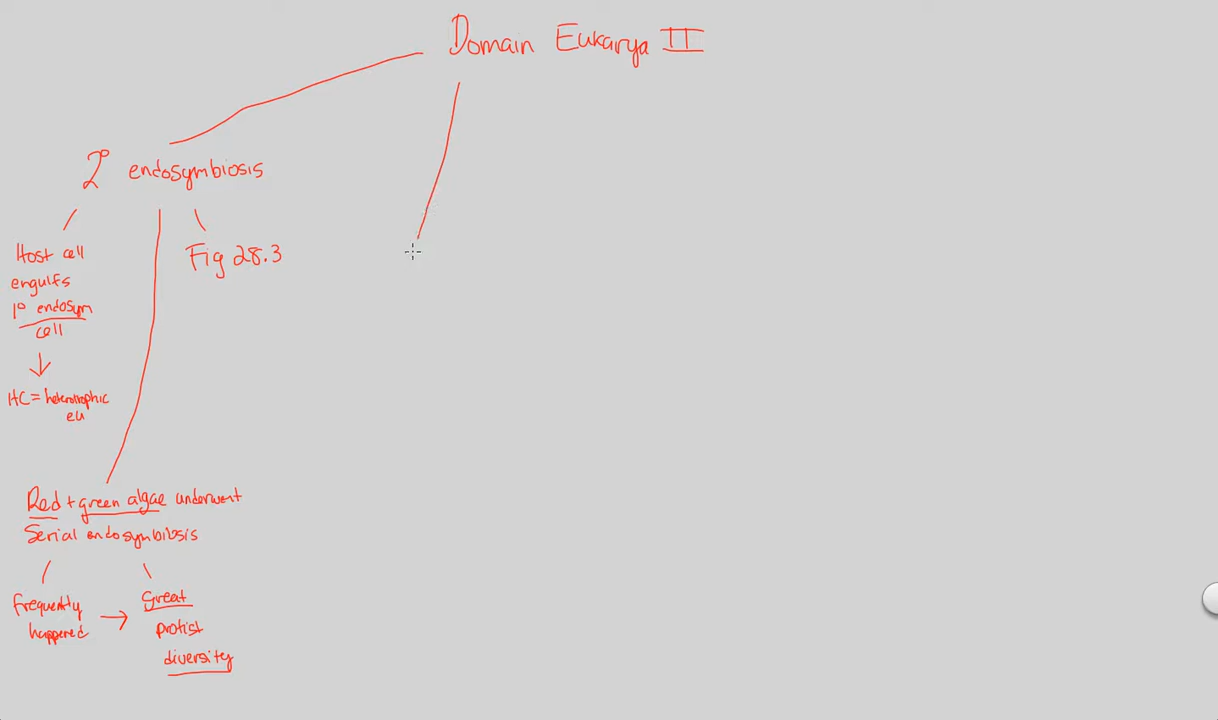 Domain Eukarya II
2° endosymbiosis
Host cell
engulfs
1° endosym
cell
HC = heterotrophic
eu
Fig 28.3
Red + green algae underwent
Serial endosymbiosis
frequently
happened
Great
protist
diversity